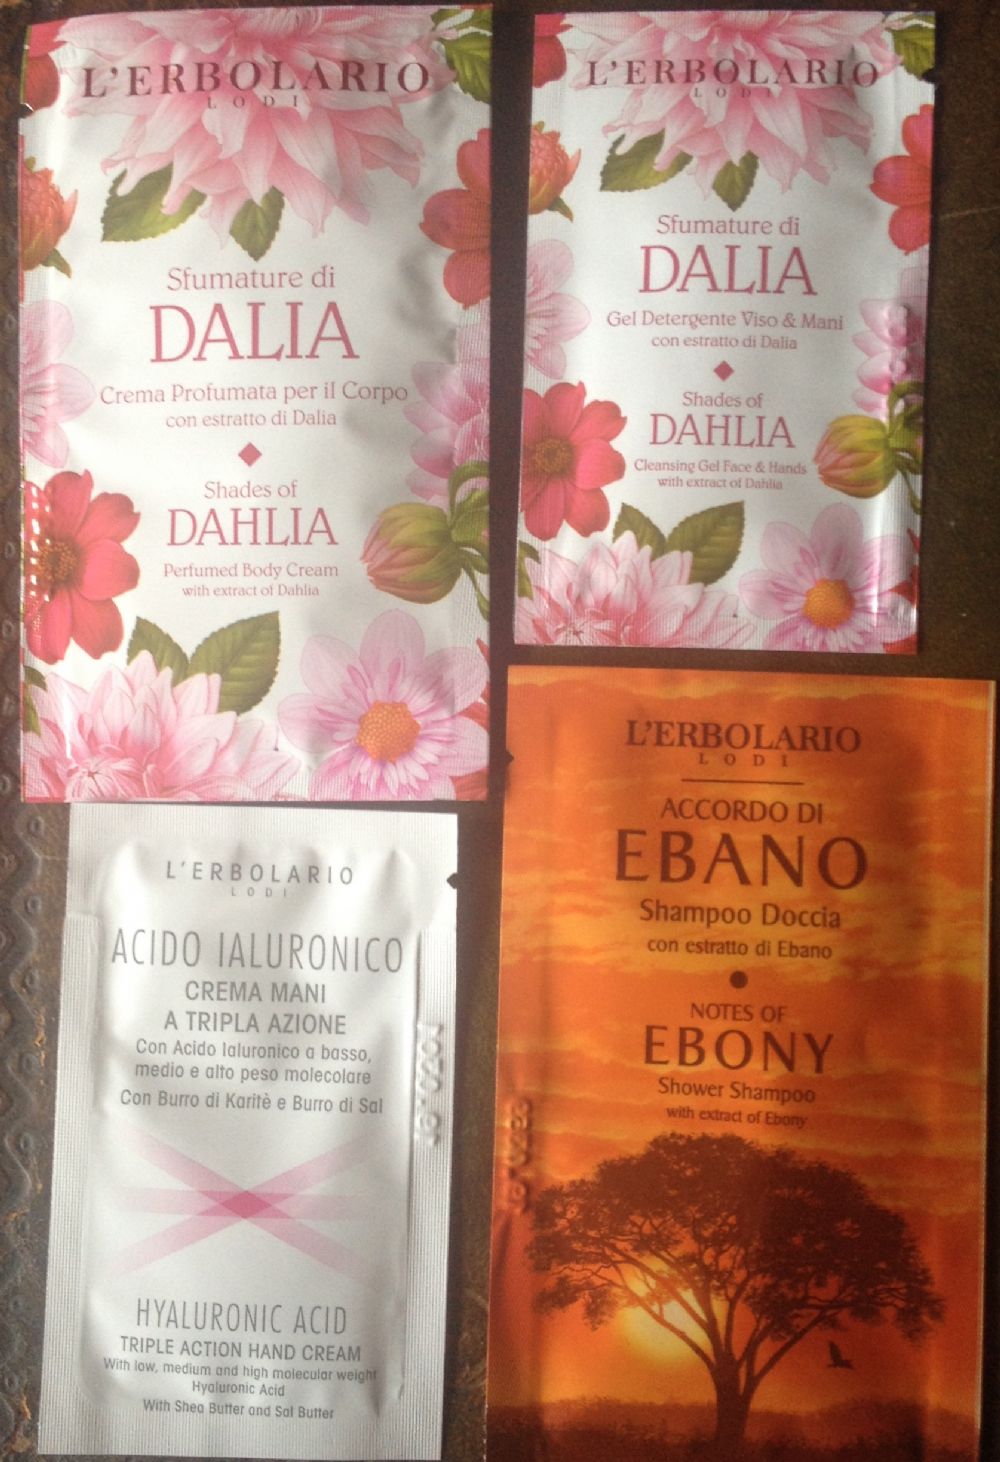 L'ERBOLARIO
LODI
Sfumature di
DALIA
Crema Profumata per il Corpo
con estratto di Dalia
Shades of
DAHLIA
Perfumed Body Cream
with extract of Dahlia
L'ERBOLARIO
LODI
Sfumature di
DALIA
Gel Detergente Viso & Mani
con estratto di Dalia
Shades of
DAHLIA
Cleansing Gel Face & Hands
with extract of Dahlia
L'ERBOLARIO
LODI
ACIDO IALURONICO
CREMA MANI
A TRIPLA AZIONE
Con Acido Ialuronico a basso,
medio e alto peso molecolare
Con Burro di Karitè e Burro di Sal
HYALURONIC ACID
TRIPLE ACTION HAND CREAM
With low, medium and high molecular weight
Hyaluronic Acid
With Shea Butter and Sal Butter
L'ERBOLARIO
LODI
ACCORDO DI
EBANO
Shampoo Doccia
con estratto di Ebano
NOTES OF
EBONY
Shower Shampoo
with extract of Ebony